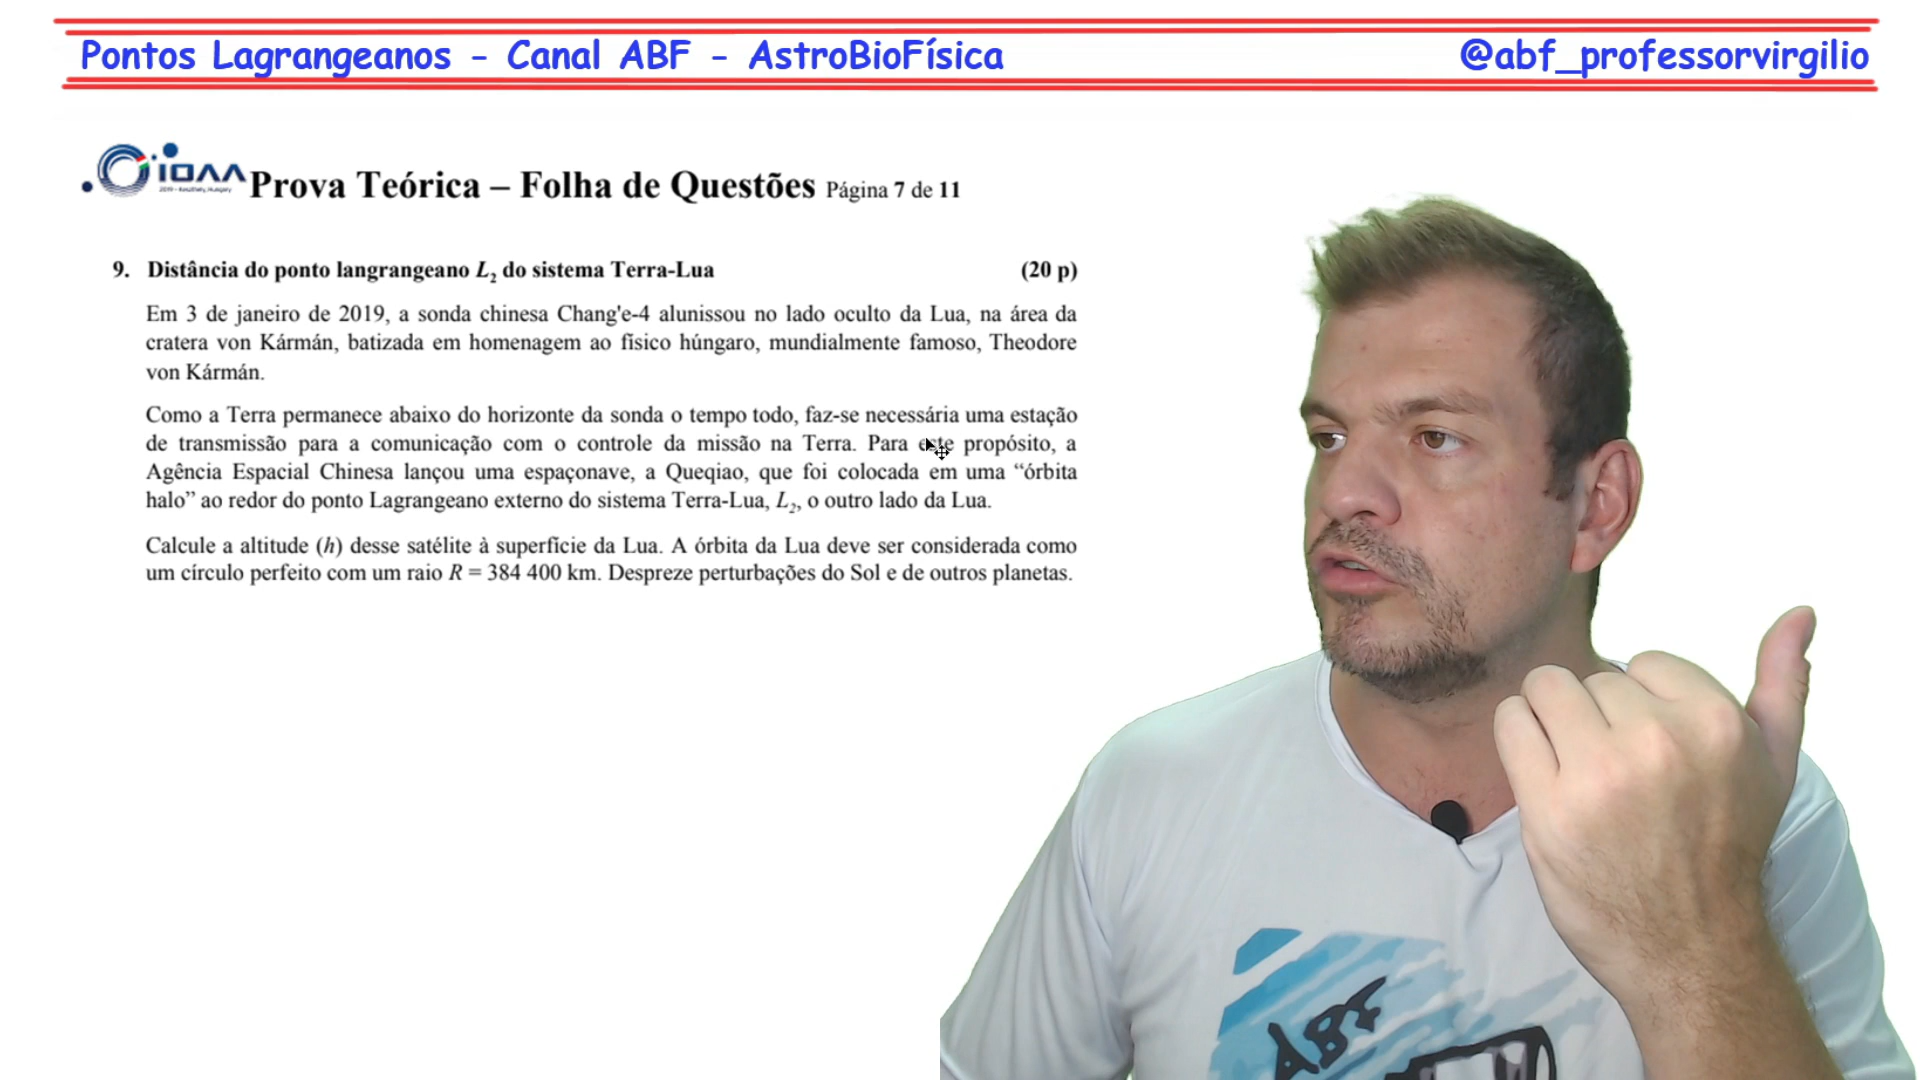 Pontos Lagrangeanos - Canal ABF - AstroBioFísica @abf_professorvirgilio
ioaa Prova Teórica – Folha de Questões Página 7 de 11
9. Distância do ponto langrangeano L₂ do sistema Terra-Lua (20 p)
Em 3 de janeiro de 2019, a sonda chinesa Chang'e-4 alunissou no lado oculto da Lua, na área da
cratera von Kármán, batizada em homenagem ao físico húngaro, mundialmente famoso, Theodore
von Kármán.
Como a Terra permanece abaixo do horizonte da sonda o tempo todo, faz-se necessária uma estação
de transmissão para a comunicação com o controle da missão na Terra. Para este propósito, a
Agência Espacial Chinesa lançou uma espaçonave, a Queqiao, que foi colocada em uma “órbita
halo” ao redor do ponto Lagrangeano externo do sistema Terra-Lua, L₂, o outro lado da Lua.
Calcule a altitude (h) desse satélite à superfície da Lua. A órbita da Lua deve ser considerada como
um círculo perfeito com um raio R = 384 400 km. Despreze perturbações do Sol e de outros planetas.
ABF